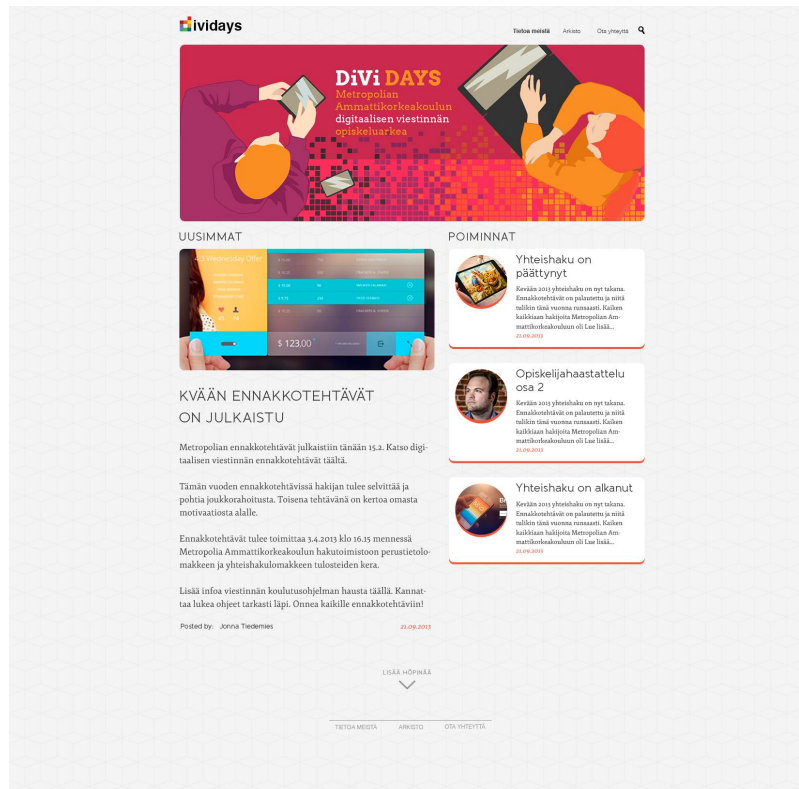 ividays
Tietoa meistä Arkisto Ota yhteyttä
DiVi DAYS
Metropolian
Ammattikorkeakoulun
digitaalisen viestinnän
opiskeluarkea
UUSIMMAT
Wednesday Offer
$ 123.00
KVÄÄN ENNAKKOTEHTÄVÄT
ON JULKAISTU
Metropolian ennakkotehtävät julkaistiin tänään 15.2. Katso digi-
taalisen viestinnän ennakkotehtävät täältä.
Tämän vuoden ennakkotehtävissä hakijan tulee selvittää ja
pohtia joukkorahoitusta. Toisena tehtävänä on kertoa omasta
motivaatiosta alalle.
Ennakkotehtävät tulee toimittaa 3.4.2013 klo 16.15 mennessä
Metropolia Ammattikorkeakoulun hakutoimistoon perustietolo-
makkeen ja yhteishakulomakkeen tulosteiden kera.
Lisää infoa viestinnän koulutusohjelman hausta täällä. Kannat-
taa lukea ohjeet tarkasti läpi. Onnea kaikille ennakkotehtäviin!
Posted by: Jonna Tiedemies 21.09.2013
POIMINNAT
Yhteishaku on
päättynyt
Kevään 2013 yhteishaku on nyt takana.
Ennakkotehtävät on palautettu ja niitä
tulikin tänä vuonna runsaasti. Kaiken
kaikkiaan hakijoita Metropolian Am-
mattikorkeakouluun oli Lue lisää...
21.09.2013
Opiskelijahaastattelu
osa 2
Kevään 2013 yhteishaku on nyt takana.
Ennakkotehtävät on palautettu ja niitä
tulikin tänä vuonna runsaasti. Kaiken
kaikkiaan hakijoita Metropolian Am-
mattikorkeakouluun oli Lue lisää...
21.09.2013
Yhteishaku on alkanut
Kevään 2013 yhteishaku on nyt takana.
Ennakkotehtävät on palautettu ja niitä
tulikin tänä vuonna runsaasti. Kaiken
kaikkiaan hakijoita Metropolian Am-
mattikorkeakouluun oli Lue lisää...
21.09.2013
LISÄÄ HÖPINÄÄ
TIETOA MEISTÄ ARKISTO OTA YHTEYTTÄ